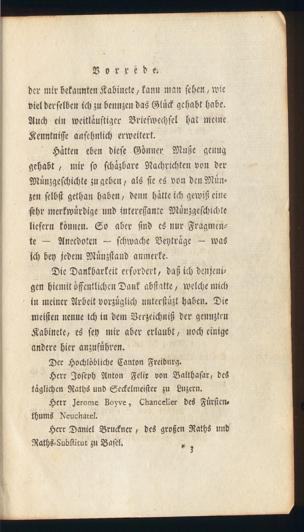 Vorrede.
der mir bekannten Kabinete, kann man sehen, wie
viel derselben ich zu benuzen das Glück gehabt habe.
Auch ein weitläuftiger Briefwechsel hat meine
Kenntnisse ansehnlich erweitert.
Hätten eben diese Gönner Muße genug
gehabt, mir so schäzbare Nachrichten von der
Münzgeschichte zu geben, als sie es von den Mün-
zen selbst gethan haben, denn hätte ich gewiß eine
sehr merkwürdige und interessante Münzgeschichte
liefern können. So aber sind es nur Fragmen-
te — Anecdoten — schwache Beyträge — was
ich bey jedem Münzstand anmerke.
Die Dankbarkeit erfordert, daß ich denjeni-
gen hiemit öffentlichen Dank abstatte, welche mich
in meiner Arbeit vorzüglich unterstüzt haben. Die
meisten nenne ich in dem Verzeichniß der genuzten
Kabinete, es sey mir aber erlaubt, noch einige
andere hier anzuführen.
Der Hochlöbliche Canton Freiburg.
Herr Joseph Anton Felix von Balthasar, des
täglichen Raths und Seckelmeister zu Luzern.
Herr Jerome Boyve, Chancelier des Fürsten-
thums Neuchatel.
Herr Daniel Bruckner, des großen Raths und
Raths-Substitut zu Basel.
* 3